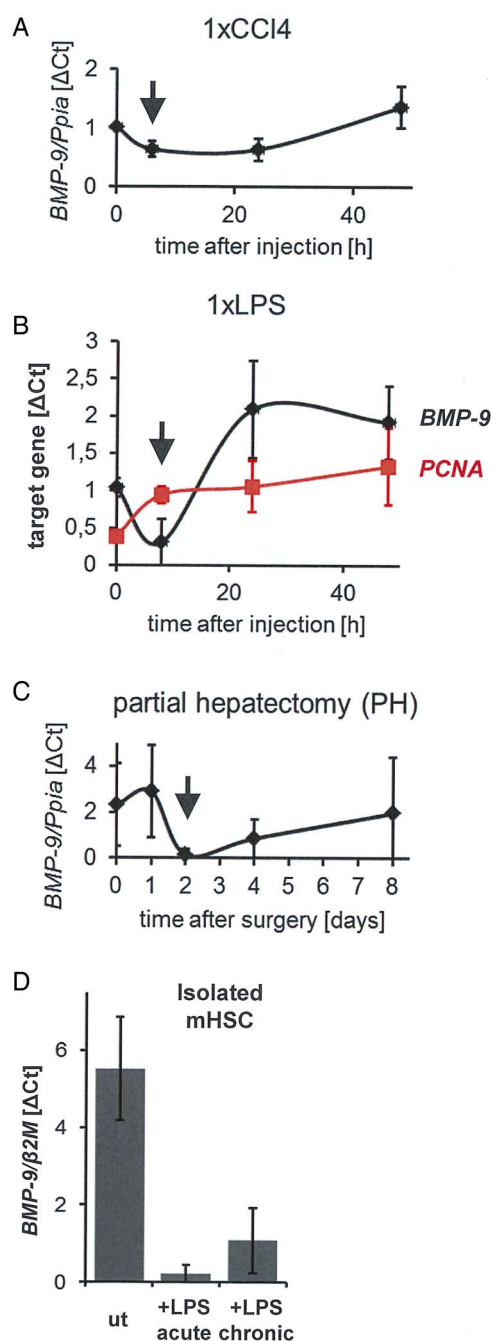 A
1xCCl4
BMP-9/Ppia [ΔCt]
2
1
0
0
20
40
time after injection [h]
B
1xLPS
target gene [ΔCt]
3
2,5
2
1,5
1
0,5
0
BMP-9
PCNA
0
20
40
time after injection [h]
C
partial hepatectomy (PH)
BMP-9/Ppia [ΔCt]
4
2
0
0 1 2 3 4 5 6 7 8
time after surgery [days]
D
Isolated
mHSC
BMP-9/β2M [ΔCt]
6
4
2
0
ut
+LPS +LPS
acute chronic